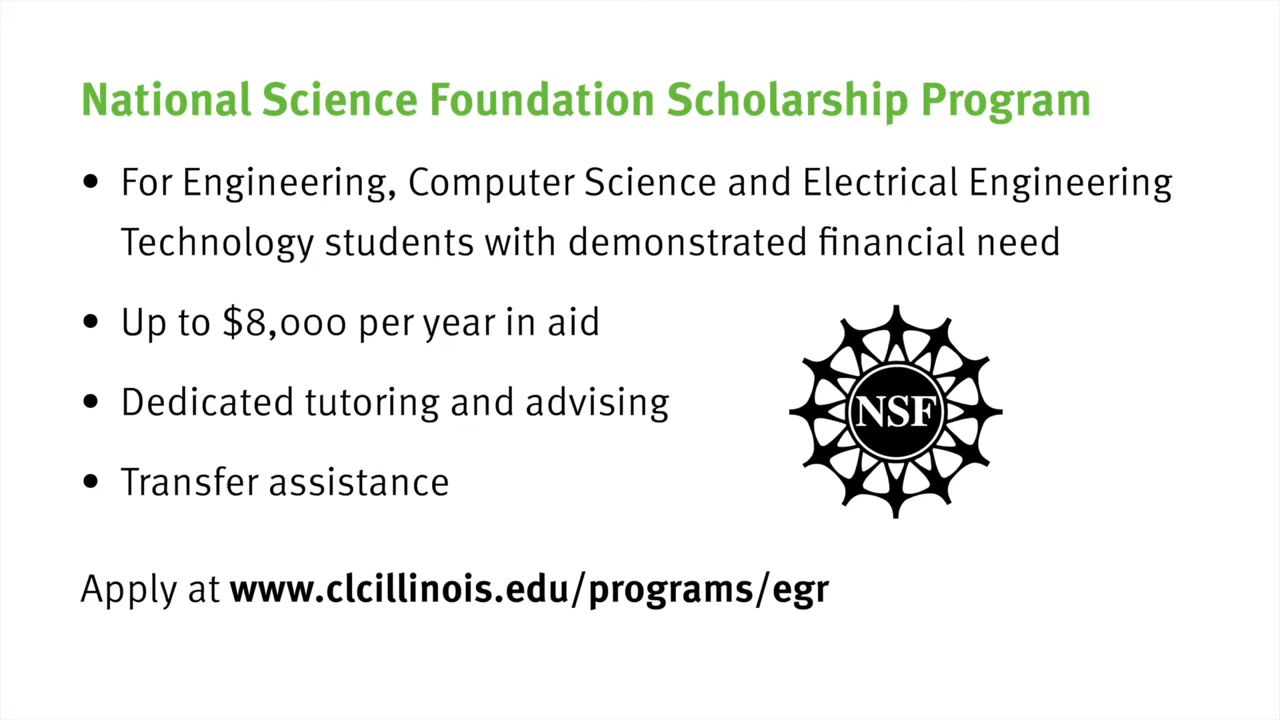 National Science Foundation Scholarship Program
• For Engineering, Computer Science and Electrical Engineering
Technology students with demonstrated financial need
• Up to $8,000 per year in aid
• Dedicated tutoring and advising
• Transfer assistance
NSF
Apply at www.clcillinois.edu/programs/egr